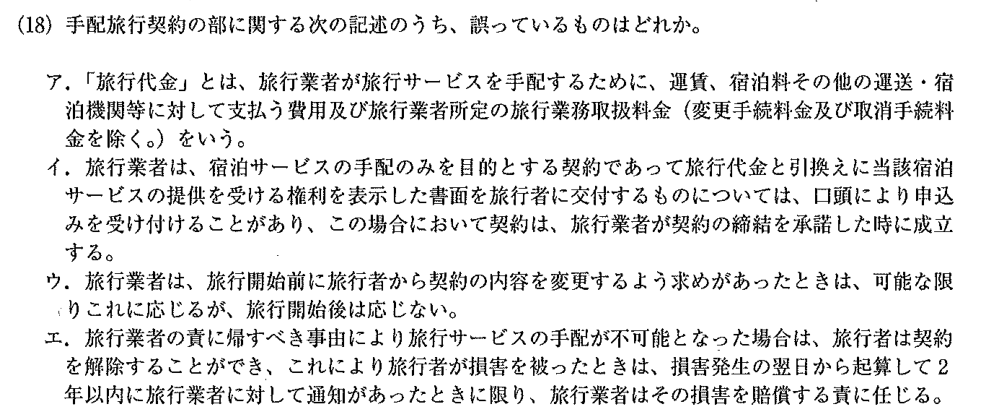 (18) 手配旅行契約の部に関する次の記述のうち、誤っているものはどれか。
ア．「旅行代金」とは、旅行業者が旅行サービスを手配するために、運賃、宿泊料その他の運送・宿
泊機関等に対して支払う費用及び旅行業者所定の旅行業務取扱料金（変更手続料金及び取消手続料
金を除く。）をいう。
イ．旅行業者は、宿泊サービスの手配のみを目的とする契約であって旅行代金と引換えに当該宿泊
サービスの提供を受ける権利を表示した書面を旅行者に交付するものについては、口頭により申込
みを受け付けることがあり、この場合において契約は、旅行業者が契約の締結を承諾した時に成立
する。
ウ．旅行業者は、旅行開始前に旅行者から契約の内容を変更するよう求めがあったときは、可能な限
りこれに応じるが、旅行開始後は応じない。
エ．旅行業者の責に帰すべき事由により旅行サービスの手配が不可能となった場合は、旅行者は契約
を解除することができ、これにより旅行者が損害を被ったときは、損害発生の翌日から起算して２
年以内に旅行業者に対して通知があったときに限り、旅行業者はその損害を賠償する責に任じる。